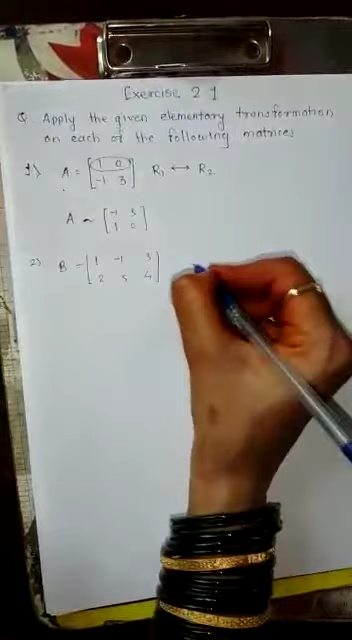 Exercise 2 1
Q. Apply the given elementary transformation
on each of the following matrices
1) A = [1 0 R1 ↔ R2
-1 3]
A ~ [-1 3
1 0]
2) B = [1 -1 3
2 5 4]